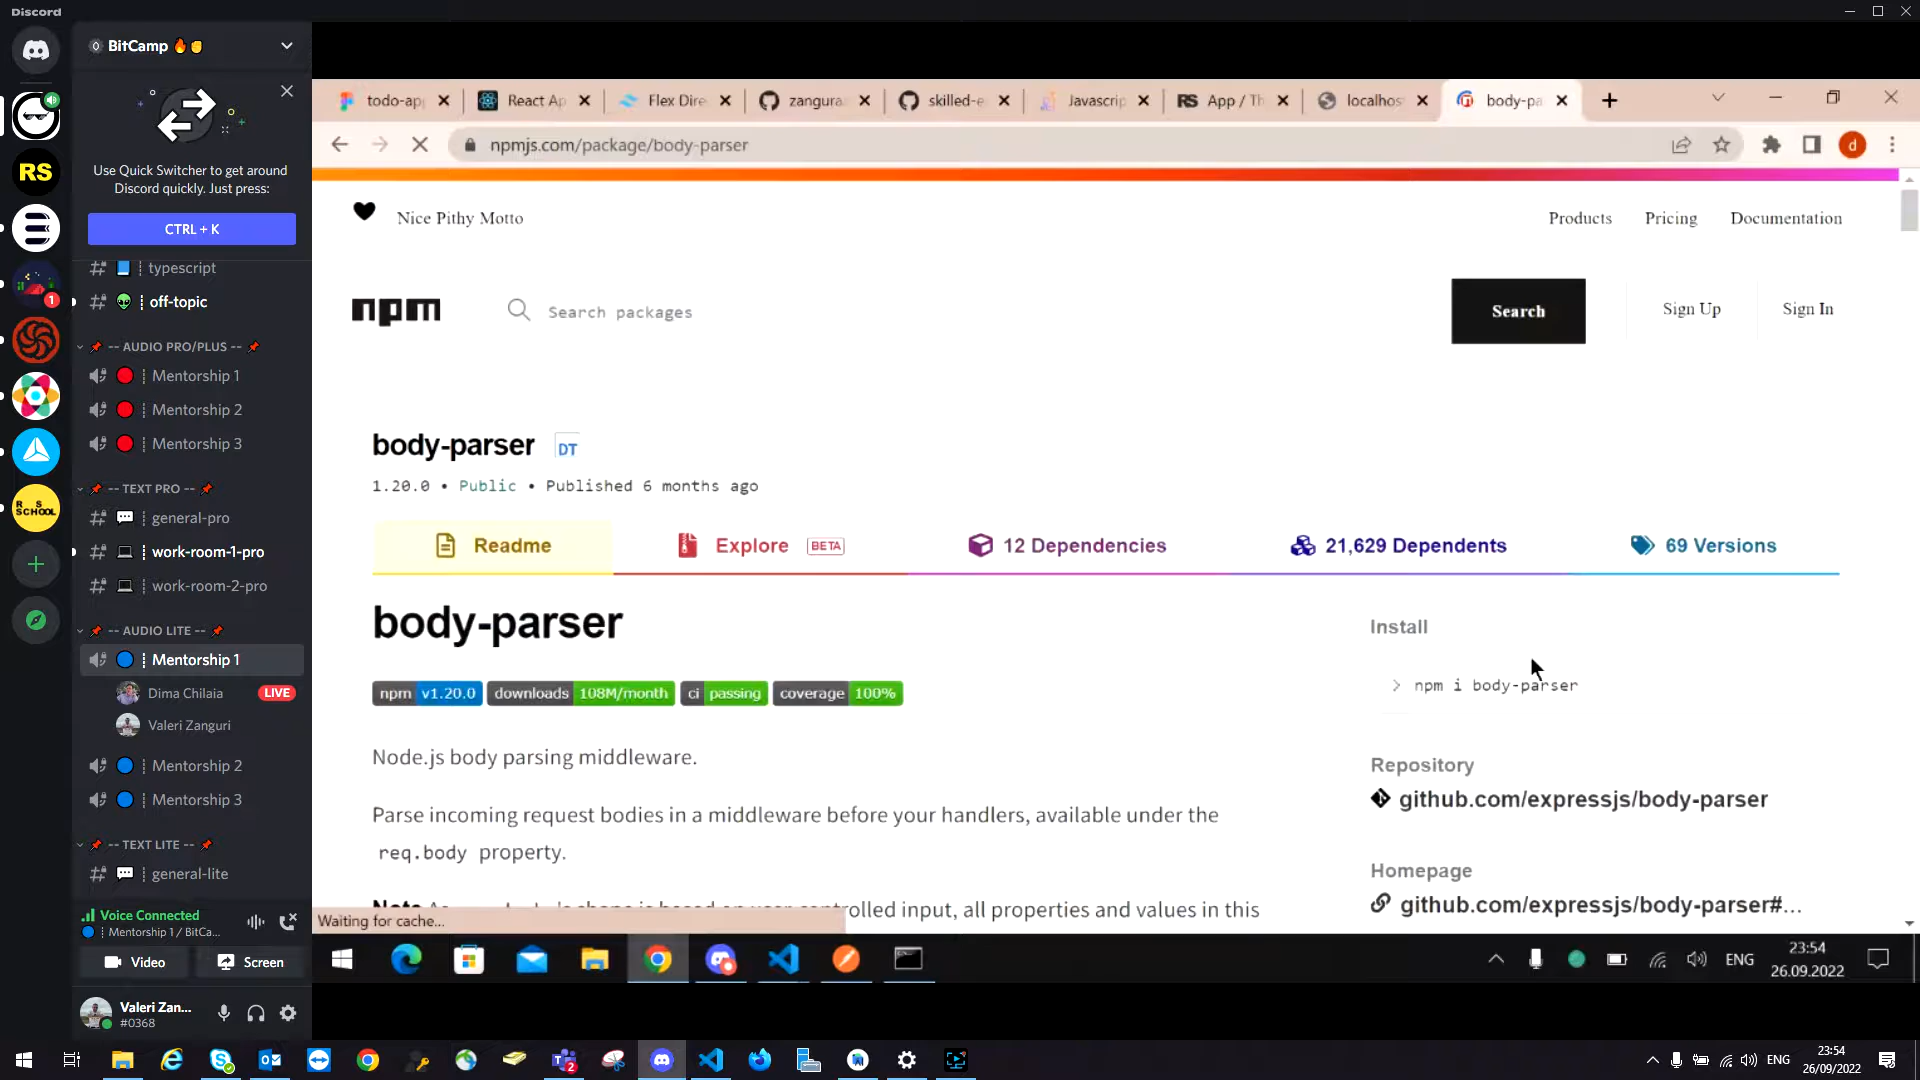 Discord
BitCamp
Use Quick Switcher to get around
Discord quickly. Just press:
CTRL + K
RS
1
R S
SCHOOL
typescript
off-topic
-- AUDIO PRO/PLUS --
Mentorship 1
Mentorship 2
Mentorship 3
-- TEXT PRO --
general-pro
work-room-1-pro
work-room-2-pro
-- AUDIO LITE --
Mentorship 1
Dima Chilaia LIVE
Valeri Zanguri
Mentorship 2
Mentorship 3
-- TEXT LITE --
general-lite
Voice Connected
Mentorship 1 / BitCa...
Video Screen
Valeri Zan...
#0368
todo-ap React Ap Flex Dire zangura skilled-e Javascrip RS App / Th localhos body-pa
npmjs.com/package/body-parser d
Nice Pithy Motto Products Pricing Documentation
npm Search packages Search Sign Up Sign In
body-parser DT
1.20.0 • Public • Published 6 months ago
Readme Explore BETA 12 Dependencies 21,629 Dependents 69 Versions
body-parser
npm v1.20.0 downloads 108M/month ci passing coverage 100%
Node.js body parsing middleware.
Parse incoming request bodies in a middleware before your handlers, available under the
req.body property.
controlled input, all properties and values in this
Waiting for cache...
Install
npm i body-parser
Repository
github.com/expressjs/body-parser
Homepage
github.com/expressjs/body-parser#...
ENG 23:54
26.09.2022
2
ENG 23:54
26/09/2022